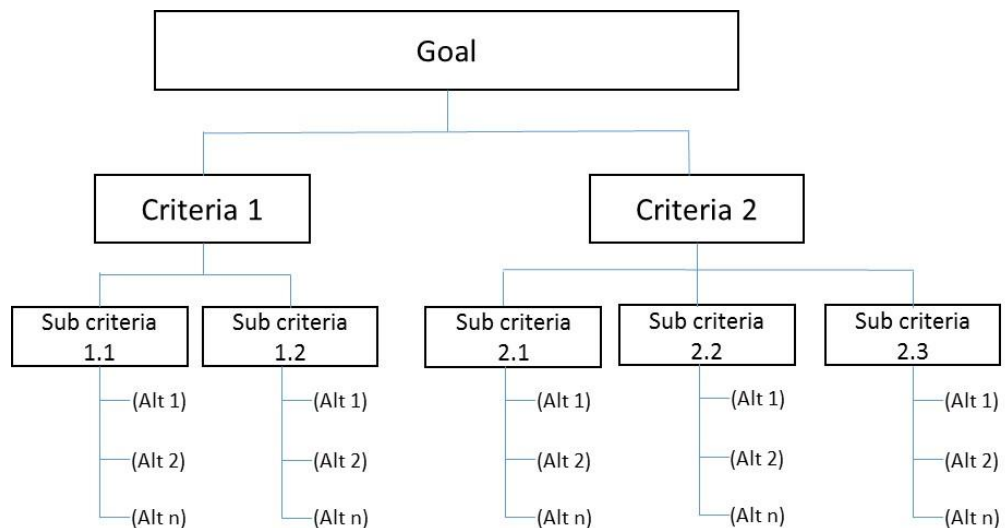 Goal
Criteria 1
Criteria 2
Sub criteria
1.1
Sub criteria
1.2
Sub criteria
2.1
Sub criteria
2.2
Sub criteria
2.3
(Alt 1)
(Alt 2)
(Alt n)
(Alt 1)
(Alt 2)
(Alt n)
(Alt 1)
(Alt 2)
(Alt n)
(Alt 1)
(Alt 2)
(Alt n)
(Alt 1)
(Alt 2)
(Alt n)